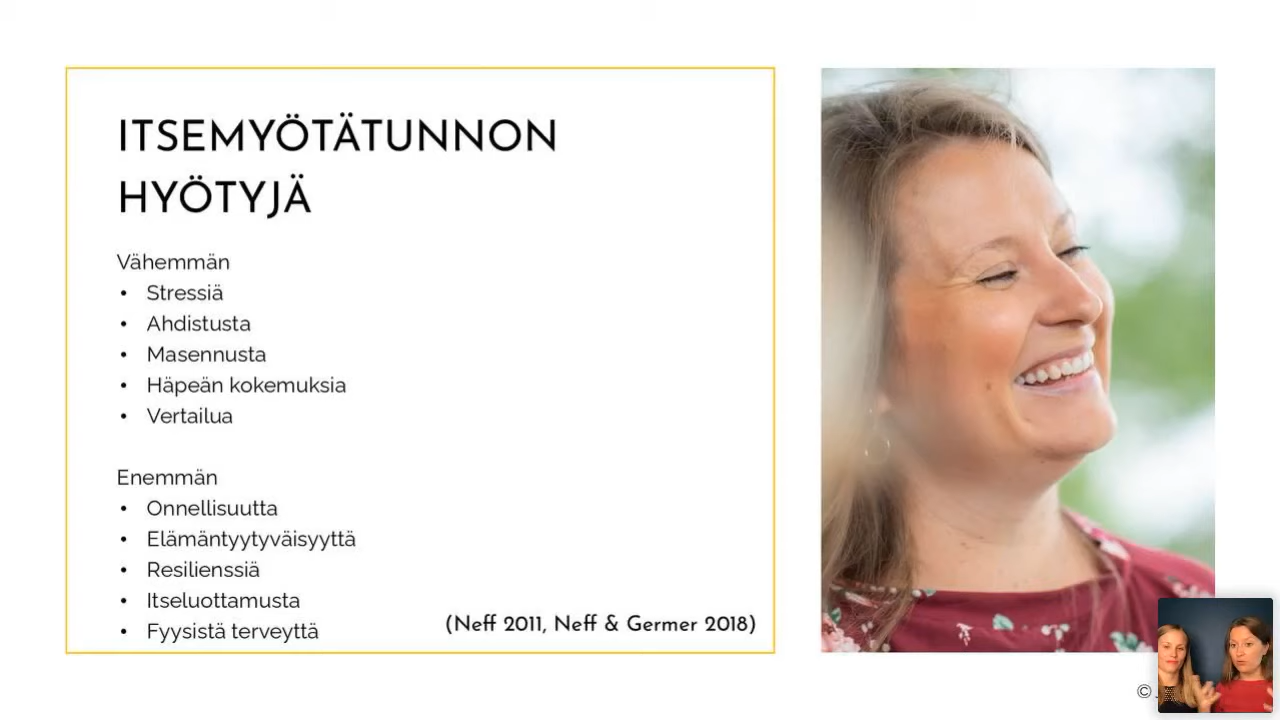 ITSEMYÖTÄTUNNON
HYÖTYJÄ
Vähemmän
• Stressiä
• Ahdistusta
• Masennusta
• Häpeän kokemuksia
• Vertailua
Enemmän
• Onnellisuutta
• Elämäntyytyväisyyttä
• Resilienssiä
• Itseluottamusta
• Fyysistä terveyttä
(Neff 2011, Neff & Germer 2018)
©